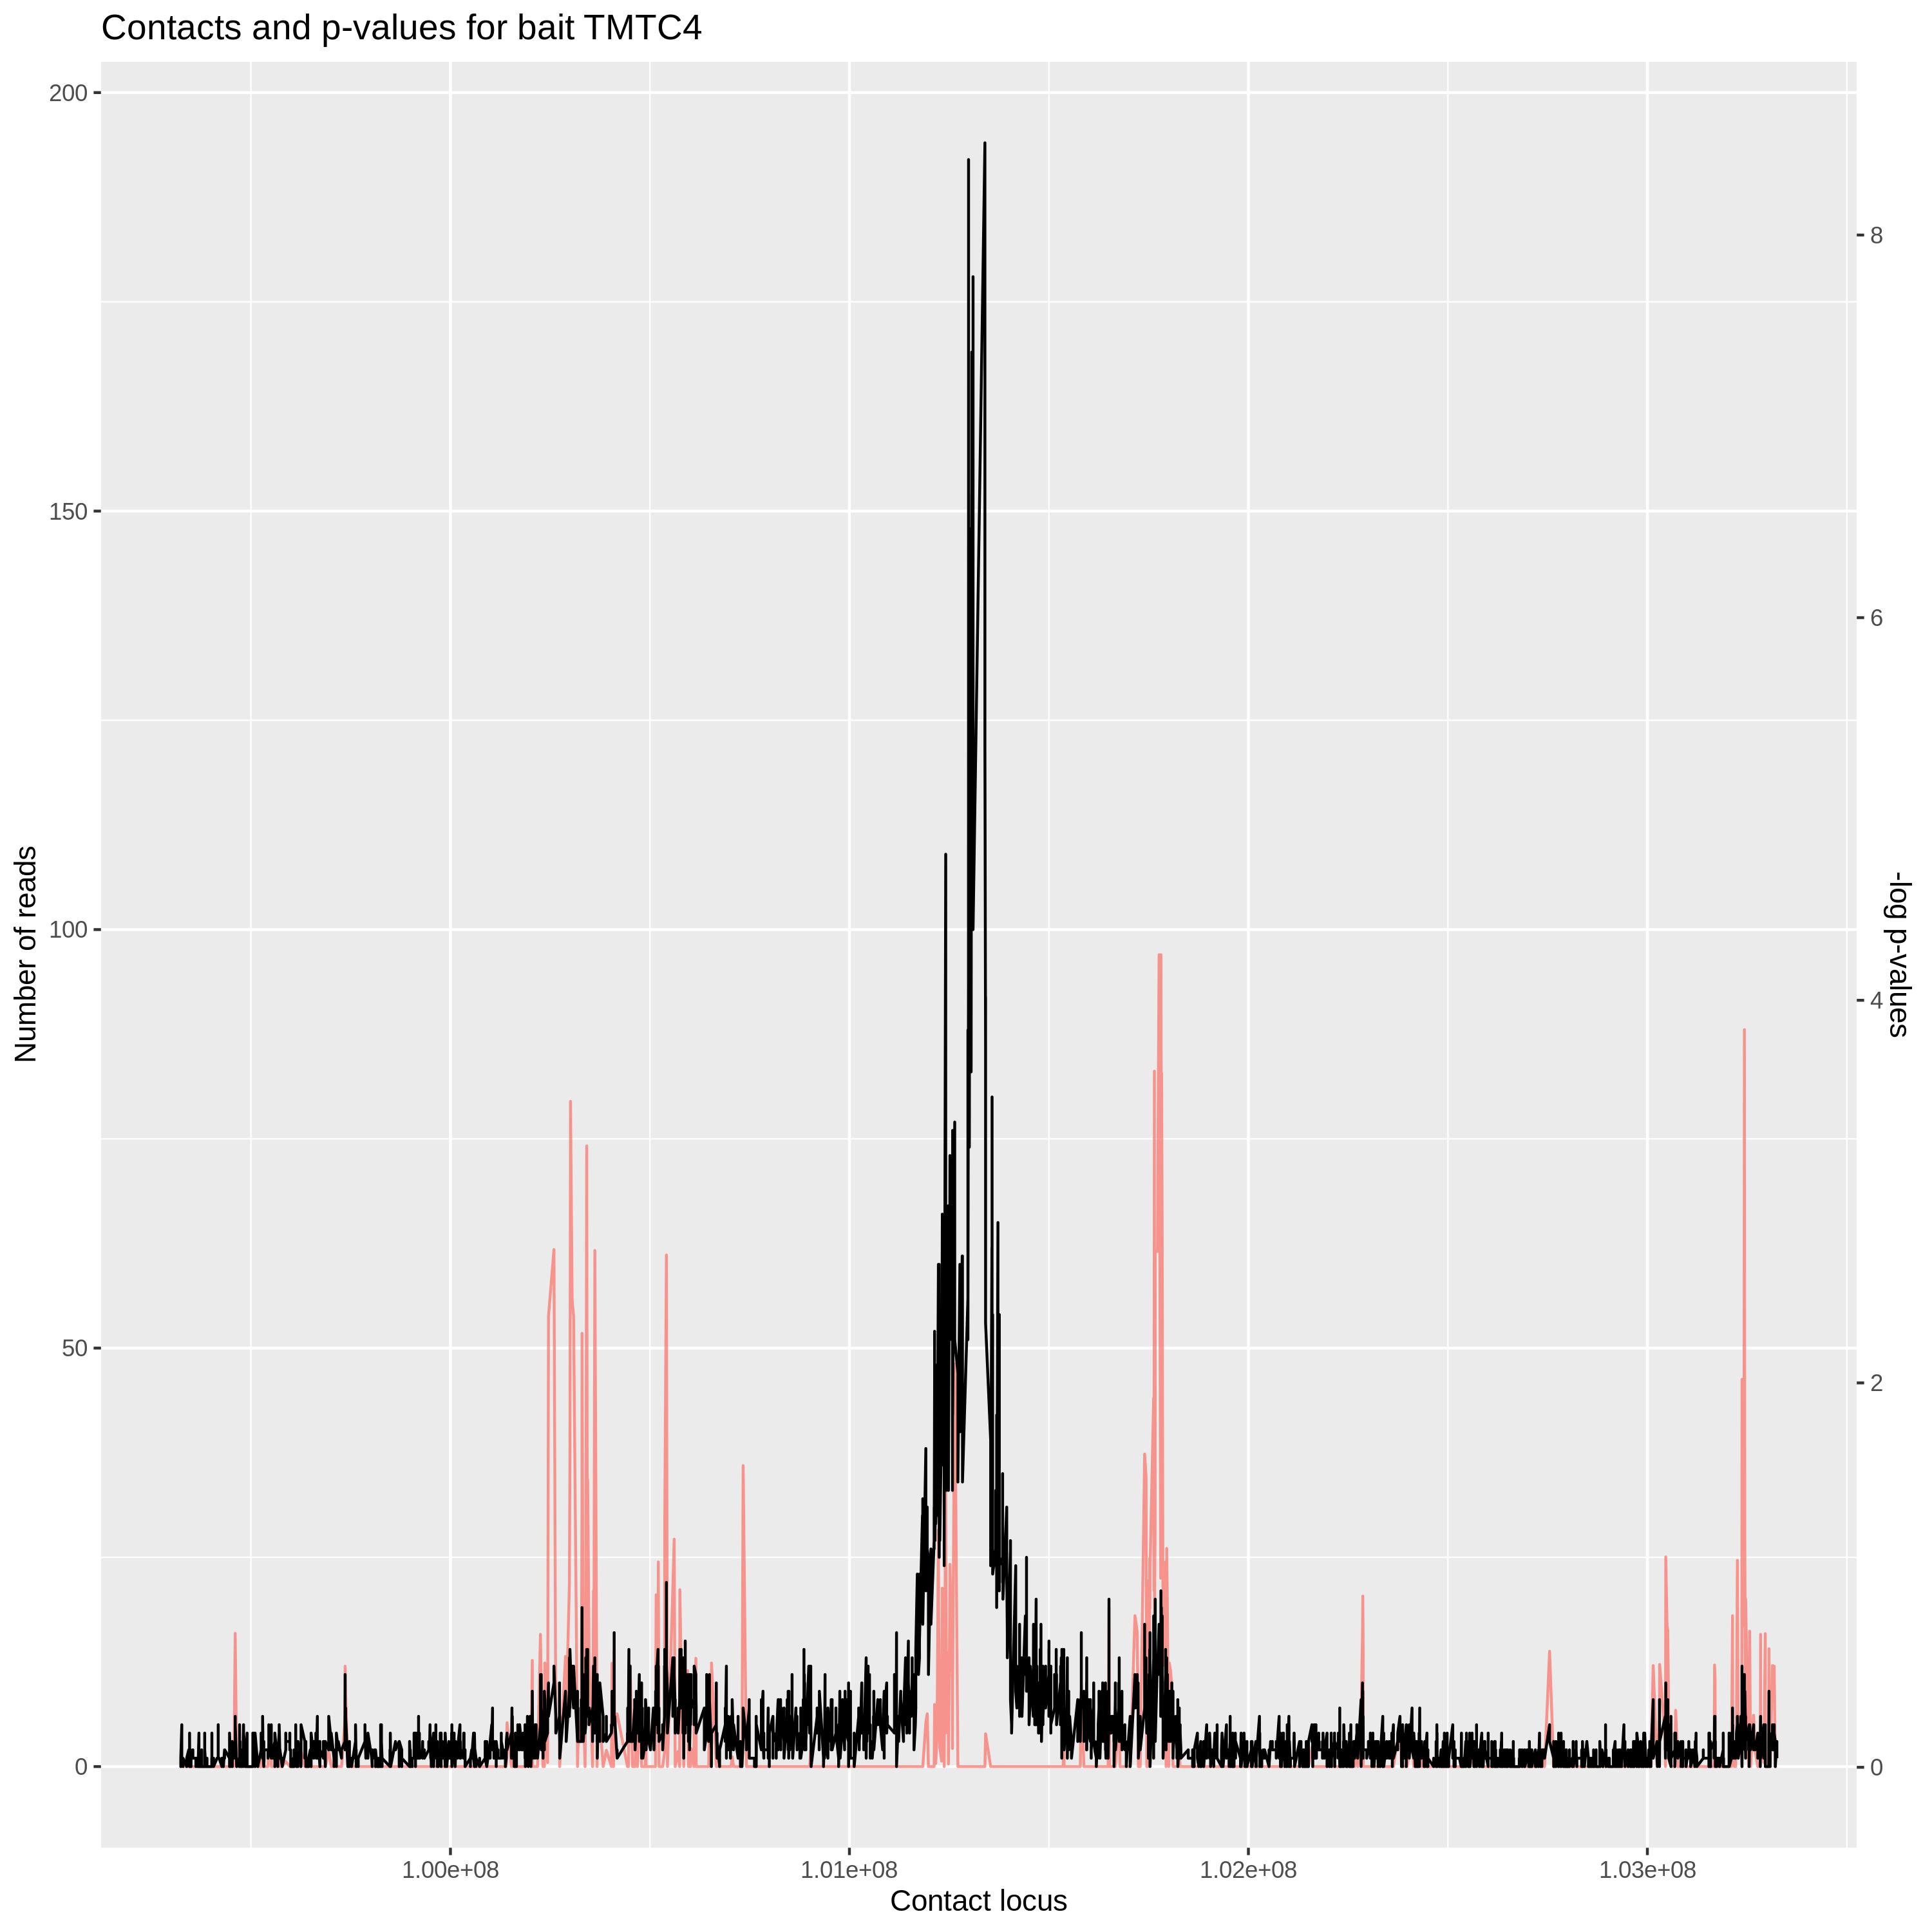 Contacts and p-values for bait TMTC4
200
150
100
50
0
Number of reads
8
6
4
2
0
-log p-values
1.00e+08
1.01e+08
1.02e+08
1.03e+08
Contact locus